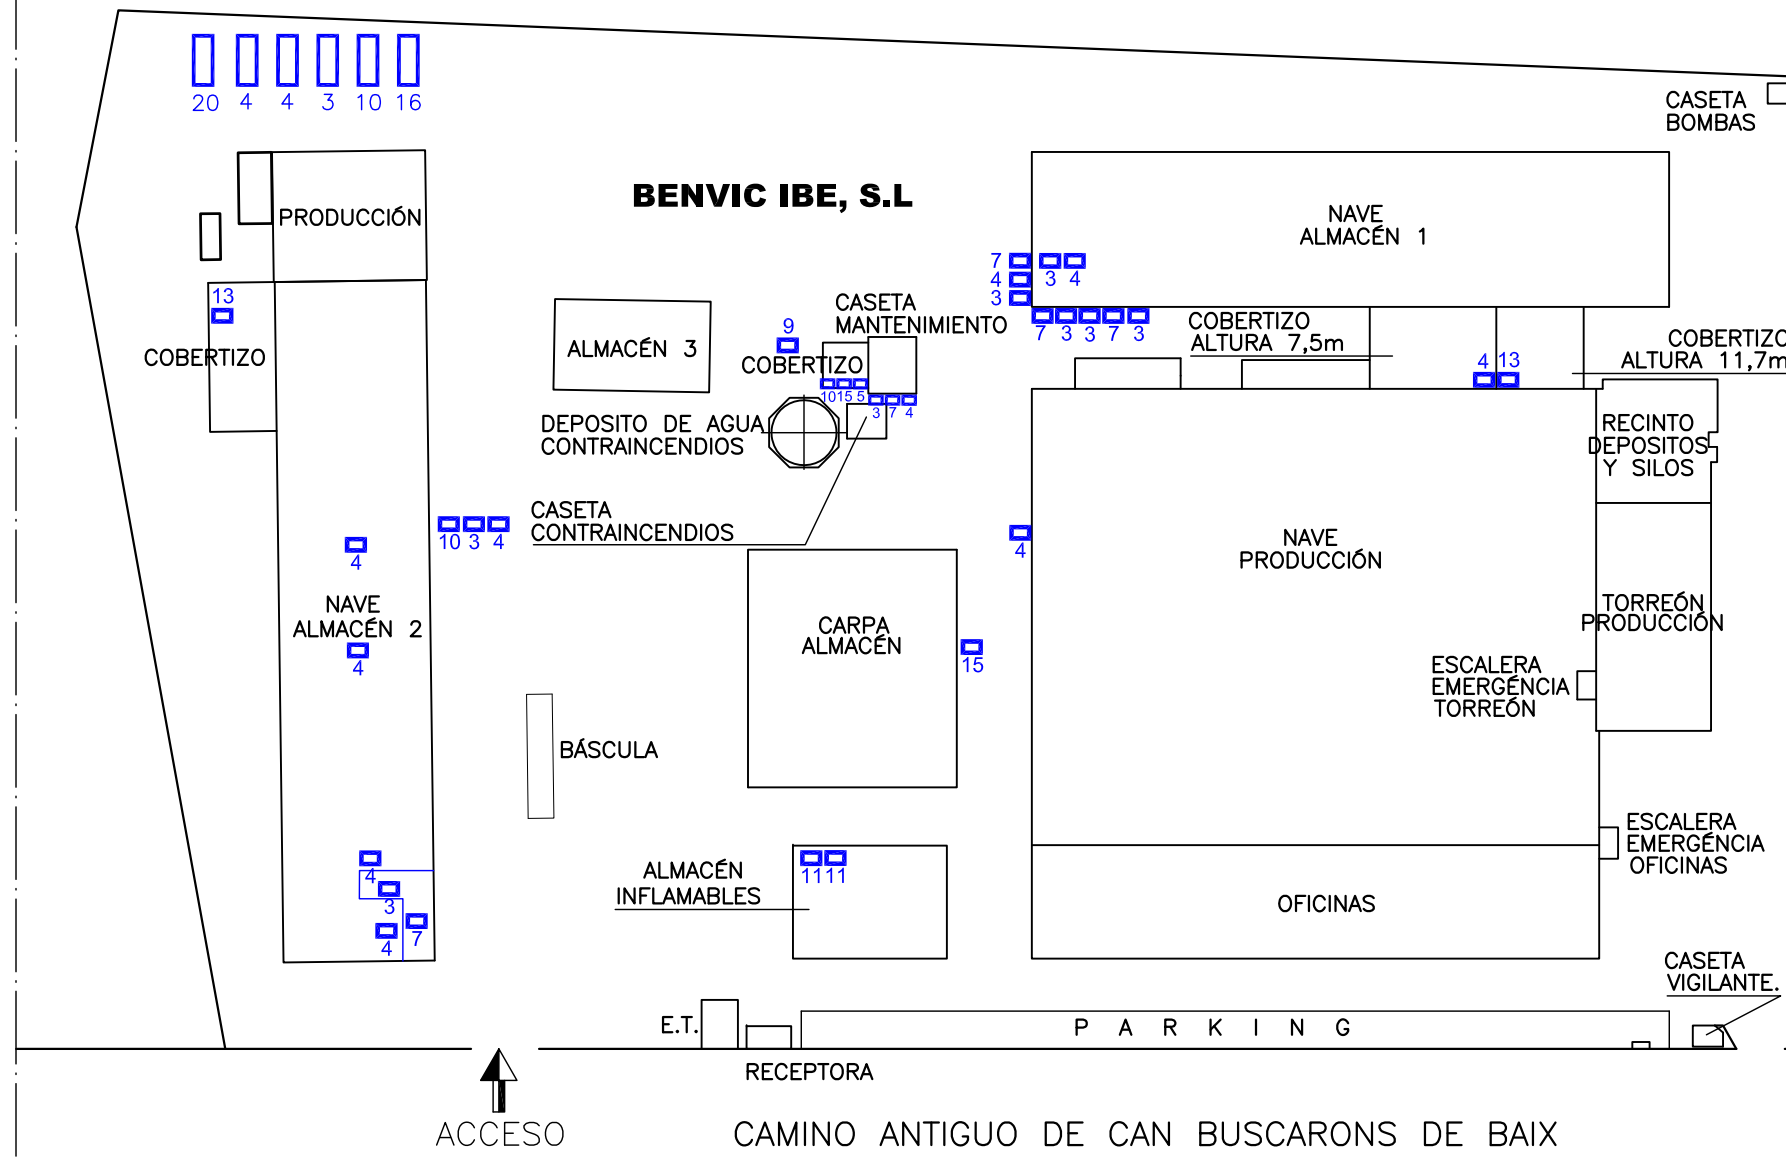 20 4 4 3 10 16
CASETA
BOMBAS
BENVIC IBE, S.L
PRODUCCIÓN
NAVE
ALMACÉN 1
7
4
3
3 4
13
COBERTIZO
ALMACÉN 3
9
CASETA
MANTENIMIENTO
COBERTIZO
10 15 5
3 7 4
7 3 3 7 3
COBERTIZO
ALTURA 7,5m
COBERTIZO
ALTURA 11,7m
4 13
DEPOSITO DE AGUA
CONTRAINCENDIOS
RECINTO
DEPOSITOS
Y SILOS
CASETA
CONTRAINCENDIOS
10 3 4
4
4
NAVE
PRODUCCIÓN
NAVE
ALMACÉN 2
4
CARPA
ALMACÉN
15
TORREÓN
PRODUCCIÓN
ESCALERA
EMERGÉNCIA
TORREÓN
BÁSCULA
ESCALERA
EMERGÉNCIA
OFICINAS
4
3
4
7
ALMACÉN
INFLAMABLES
11 11
OFICINAS
CASETA
VIGILANTE.
E.T.
PARKING
RECEPTORA
ACCESO
CAMINO ANTIGUO DE CAN BUSCARONS DE BAIX